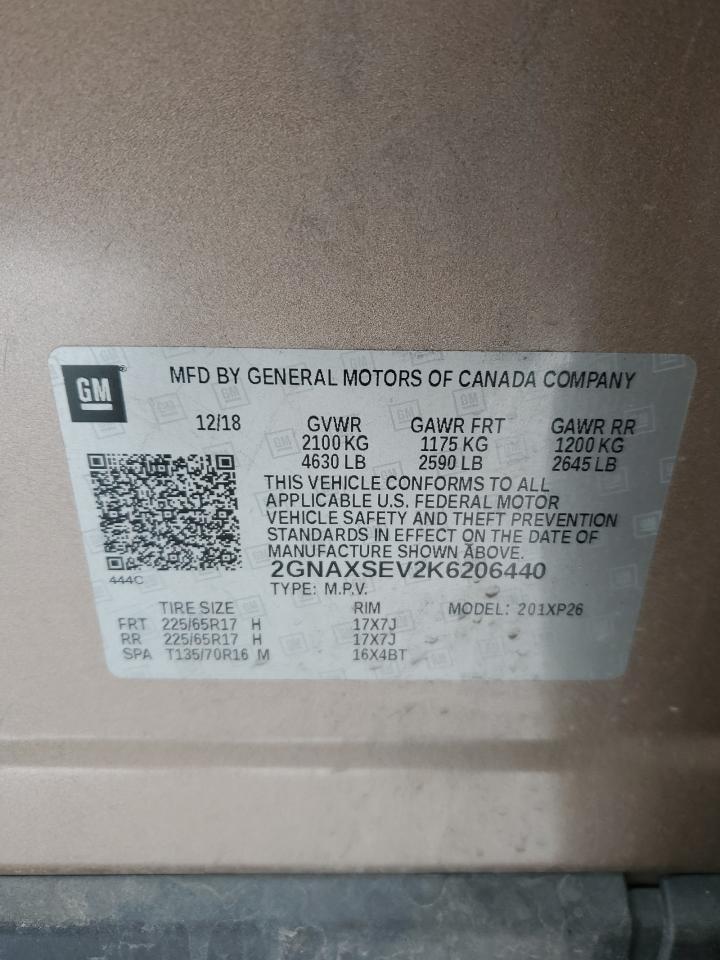 GM
MFD BY GENERAL MOTORS OF CANADA COMPANY
12/18 GVWR GAWR FRT GAWR RR
2100 KG 1175 KG 1200 KG
4630 LB 2590 LB 2645 LB
THIS VEHICLE CONFORMS TO ALL
APPLICABLE U.S. FEDERAL MOTOR
VEHICLE SAFETY AND THEFT PREVENTION
STANDARDS IN EFFECT ON THE DATE OF
MANUFACTURE SHOWN ABOVE.
444C
2GNAXSEV2K6206440
TYPE: M.P.V.
TIRE SIZE RIM MODEL: 201XP26
FRT 225/65R17 H 17X7J
RR 225/65R17 H 17X7J
SPA T135/70R16 M 16X4BT